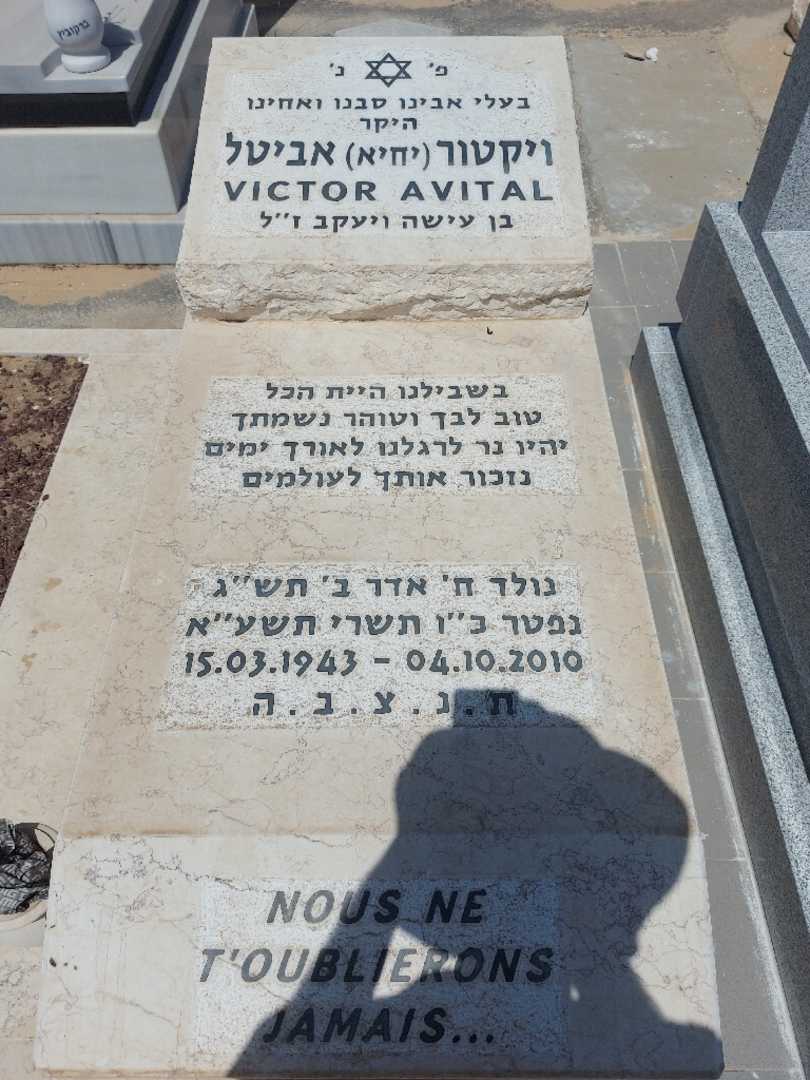 ברקוביץ
פ' נ'
בעלי אבינו סבנו ואחינו
היקר
ויקטור (יחיא) אביטל
VICTOR AVITAL
בן עישה ויעקב ז''ל
בשבילנו היית הכל
טוב לבך וטוהר נשמתך
יהיו נר לרגלנו לאורך ימים
נזכור אותך לעולמים
נולד ח' אדר ב' תש''ג
נפטר כ''ו תשרי תשע''א
15.03.1943 - 04.10.2010
ת.נ.צ.ב.ה
NOUS NE
T'OUBLIERONS
JAMAIS...